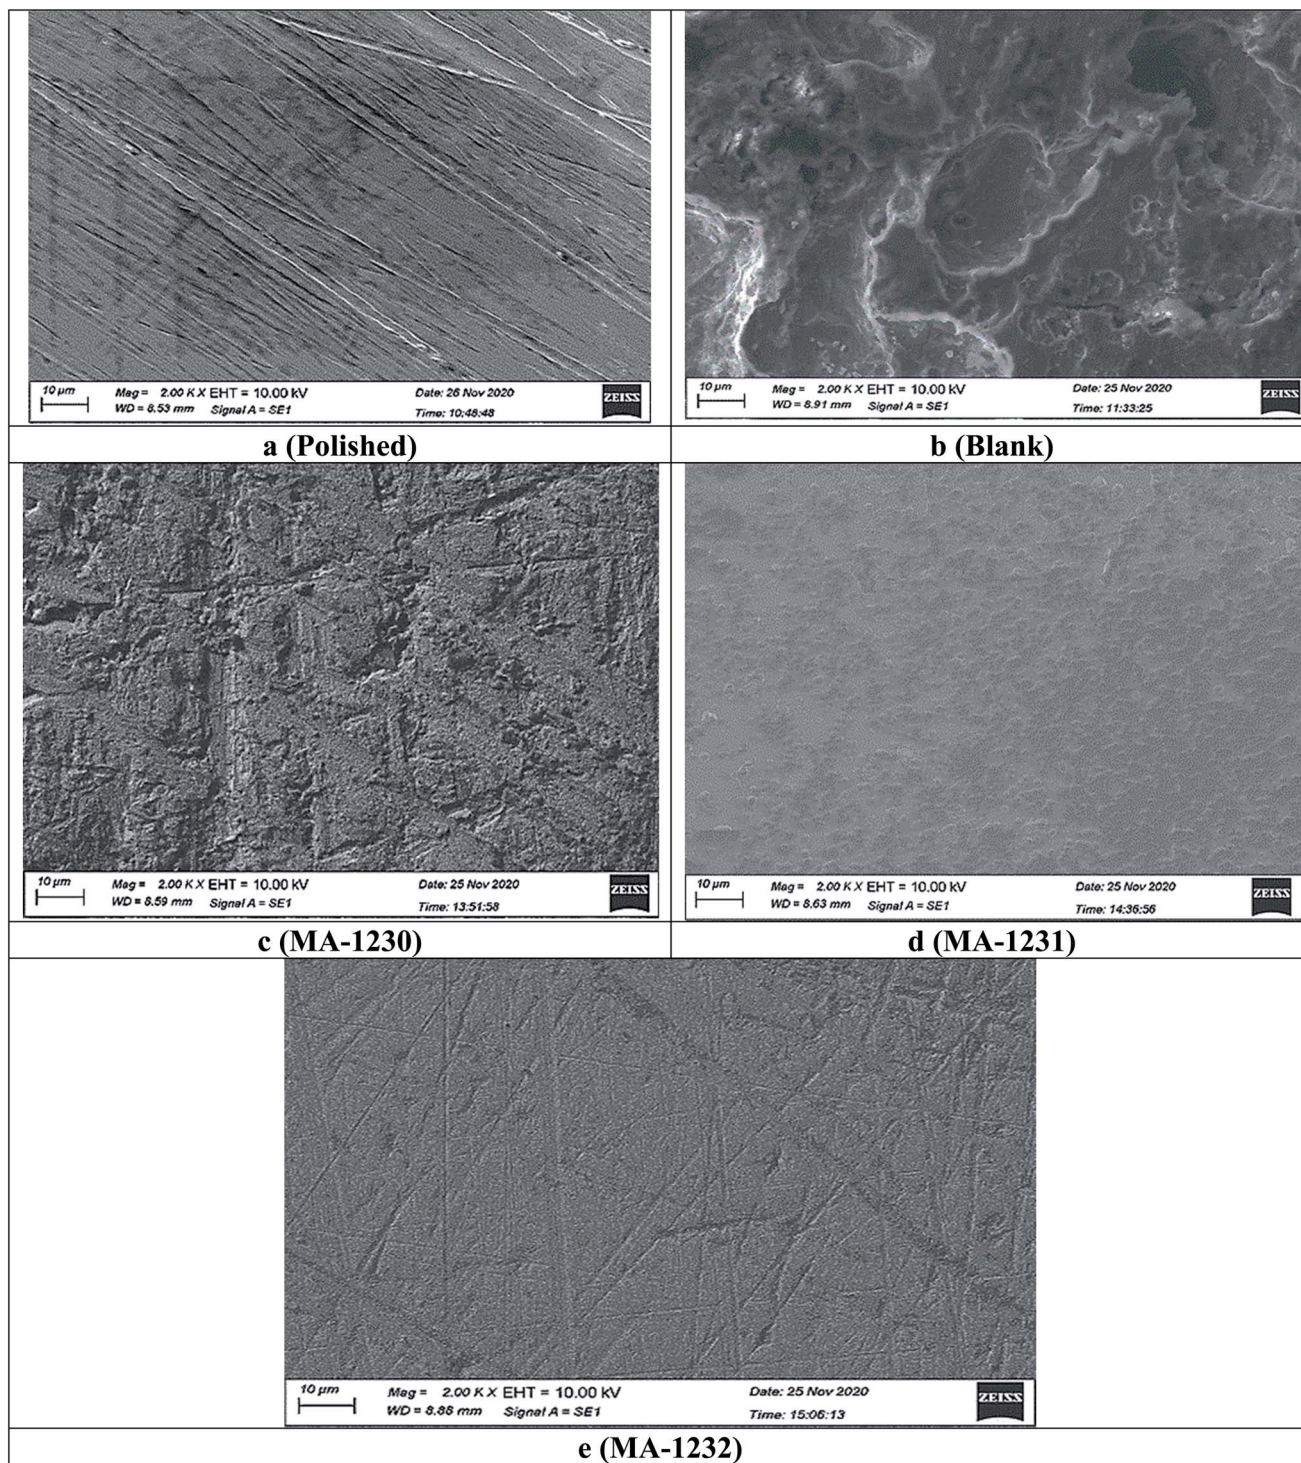 10 µm
Mag = 2.00 K X EHT = 10.00 kV
WD = 8.53 mm Signal A = SE1
Date: 26 Nov 2020
Time: 10:48:48
ZEISS
a (Polished)
10 µm
Mag = 2.00 K X EHT = 10.00 kV
WD = 8.91 mm Signal A = SE1
Date: 25 Nov 2020
Time: 11:33:25
ZEISS
b (Blank)
10 µm
Mag = 2.00 K X EHT = 10.00 kV
WD = 8.59 mm Signal A = SE1
Date: 25 Nov 2020
Time: 13:51:58
ZEISS
c (MA-1230)
10 µm
Mag = 2.00 K X EHT = 10.00 kV
WD = 8.63 mm Signal A = SE1
Date: 25 Nov 2020
Time: 14:36:56
ZEISS
d (MA-1231)
10 µm
Mag = 2.00 K X EHT = 10.00 kV
WD = 8.88 mm Signal A = SE1
Date: 25 Nov 2020
Time: 15:06:13
ZEISS
e (MA-1232)